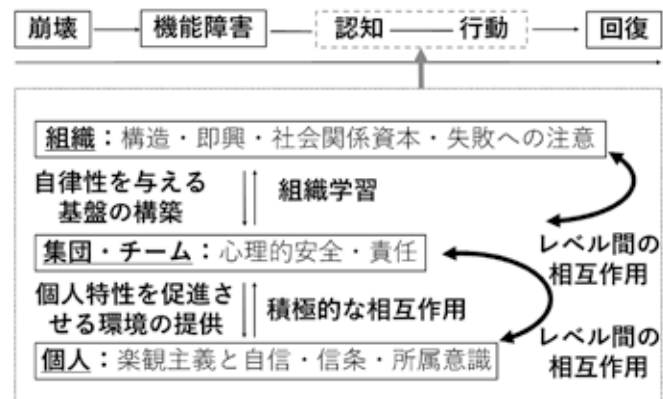 崩壊 機能障害 認知 行動 回復
組織：構造・即興・社会関係資本・失敗への注意
自律性を与える
基盤の構築
組織学習
集団・チーム：心理的安全・責任
レベル間の
相互作用
個人特性を促進さ
せる環境の提供
積極的な相互作用
レベル間の
相互作用
個人：楽観主義と自信・信条・所属意識